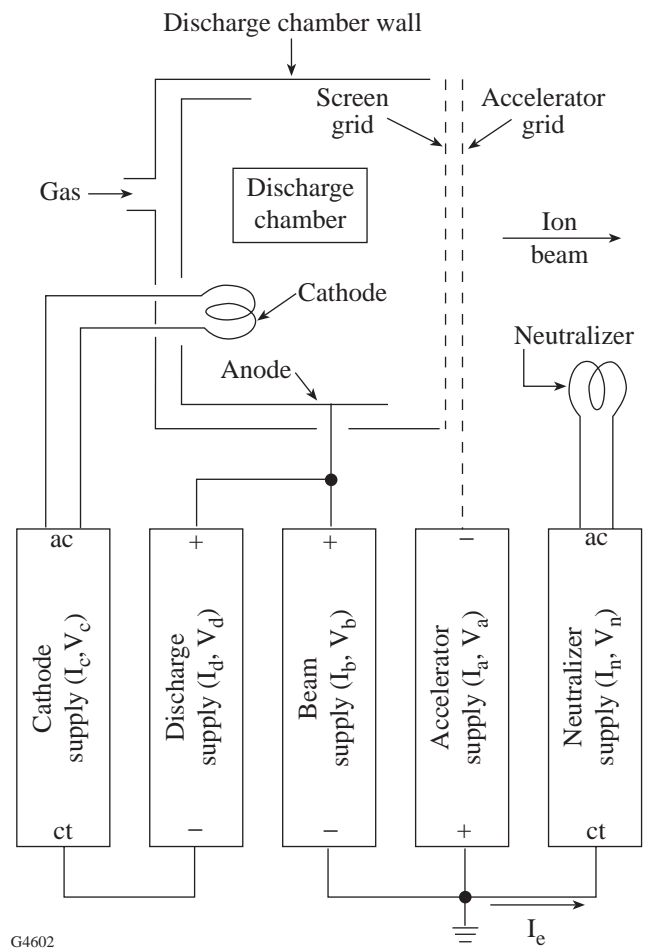 Discharge chamber wall
Screen
grid
Accelerator
grid
Gas
Discharge
chamber
Ion
beam
Cathode
Neutralizer
Anode
ac
+
+
−
ac
Cathode
supply (I_c, V_c)
Discharge
supply (I_d, V_d)
Beam
supply (I_b, V_b)
Accelerator
supply (I_a, V_a)
Neutralizer
supply (I_n, V_n)
ct
−
−
+
ct
I_e
G4602